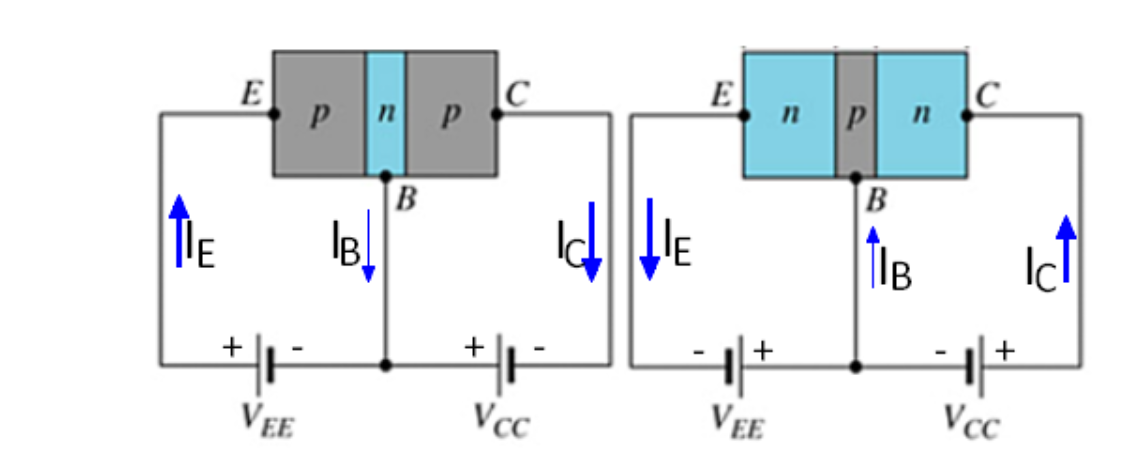 E p n p C E n p n C
B B
I_E I_B I_C I_E I_B I_C
+ - + - - + - +
V_EE V_CC V_EE V_CC